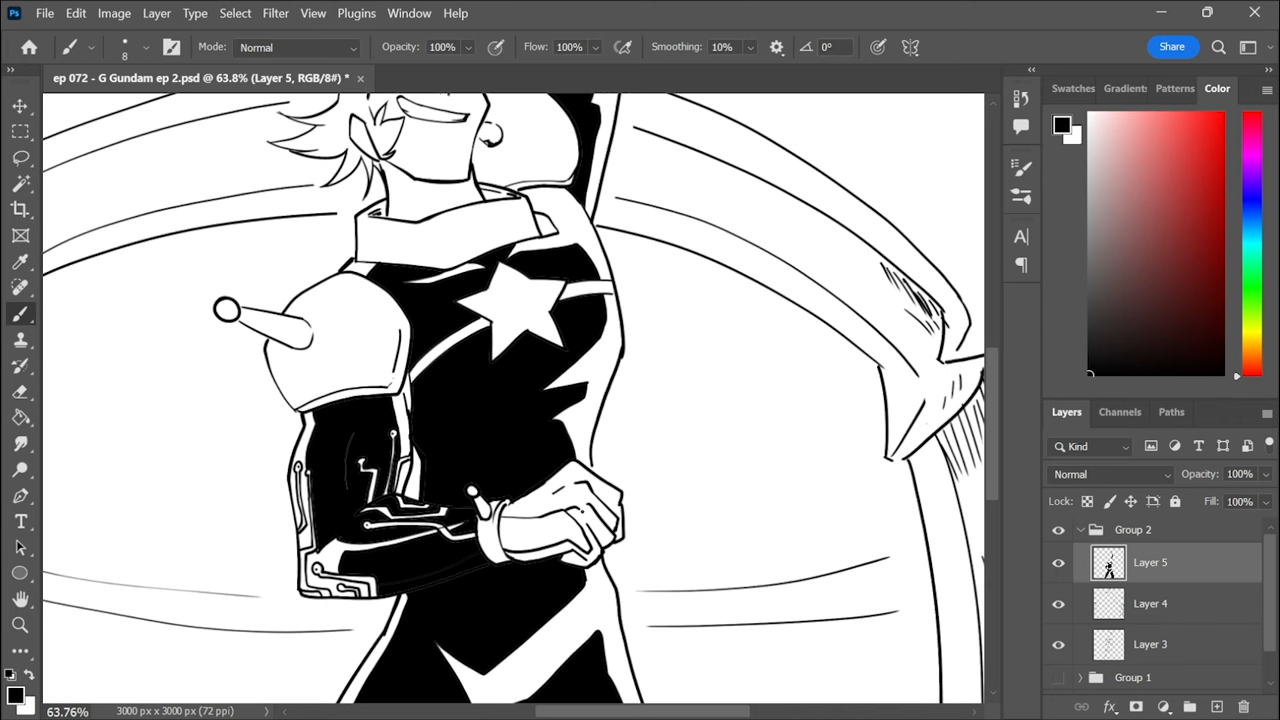 Ps File Edit Image Layer Type Select Filter View Plugins Window Help
8 Mode: Normal Opacity: 100% Flow: 100% Smoothing: 10% 0° Share
ep 072 - G Gundam ep 2.psd @ 63.8% (Layer 5, RGB/8#) *
Swatches Gradient: Patterns Color
Layers Channels Paths
Kind
Normal Opacity: 100%
Lock: Fill: 100%
Group 2
Layer 5
Layer 4
Layer 3
Group 1
63.76% 3000 px x 3000 px (72 ppi)